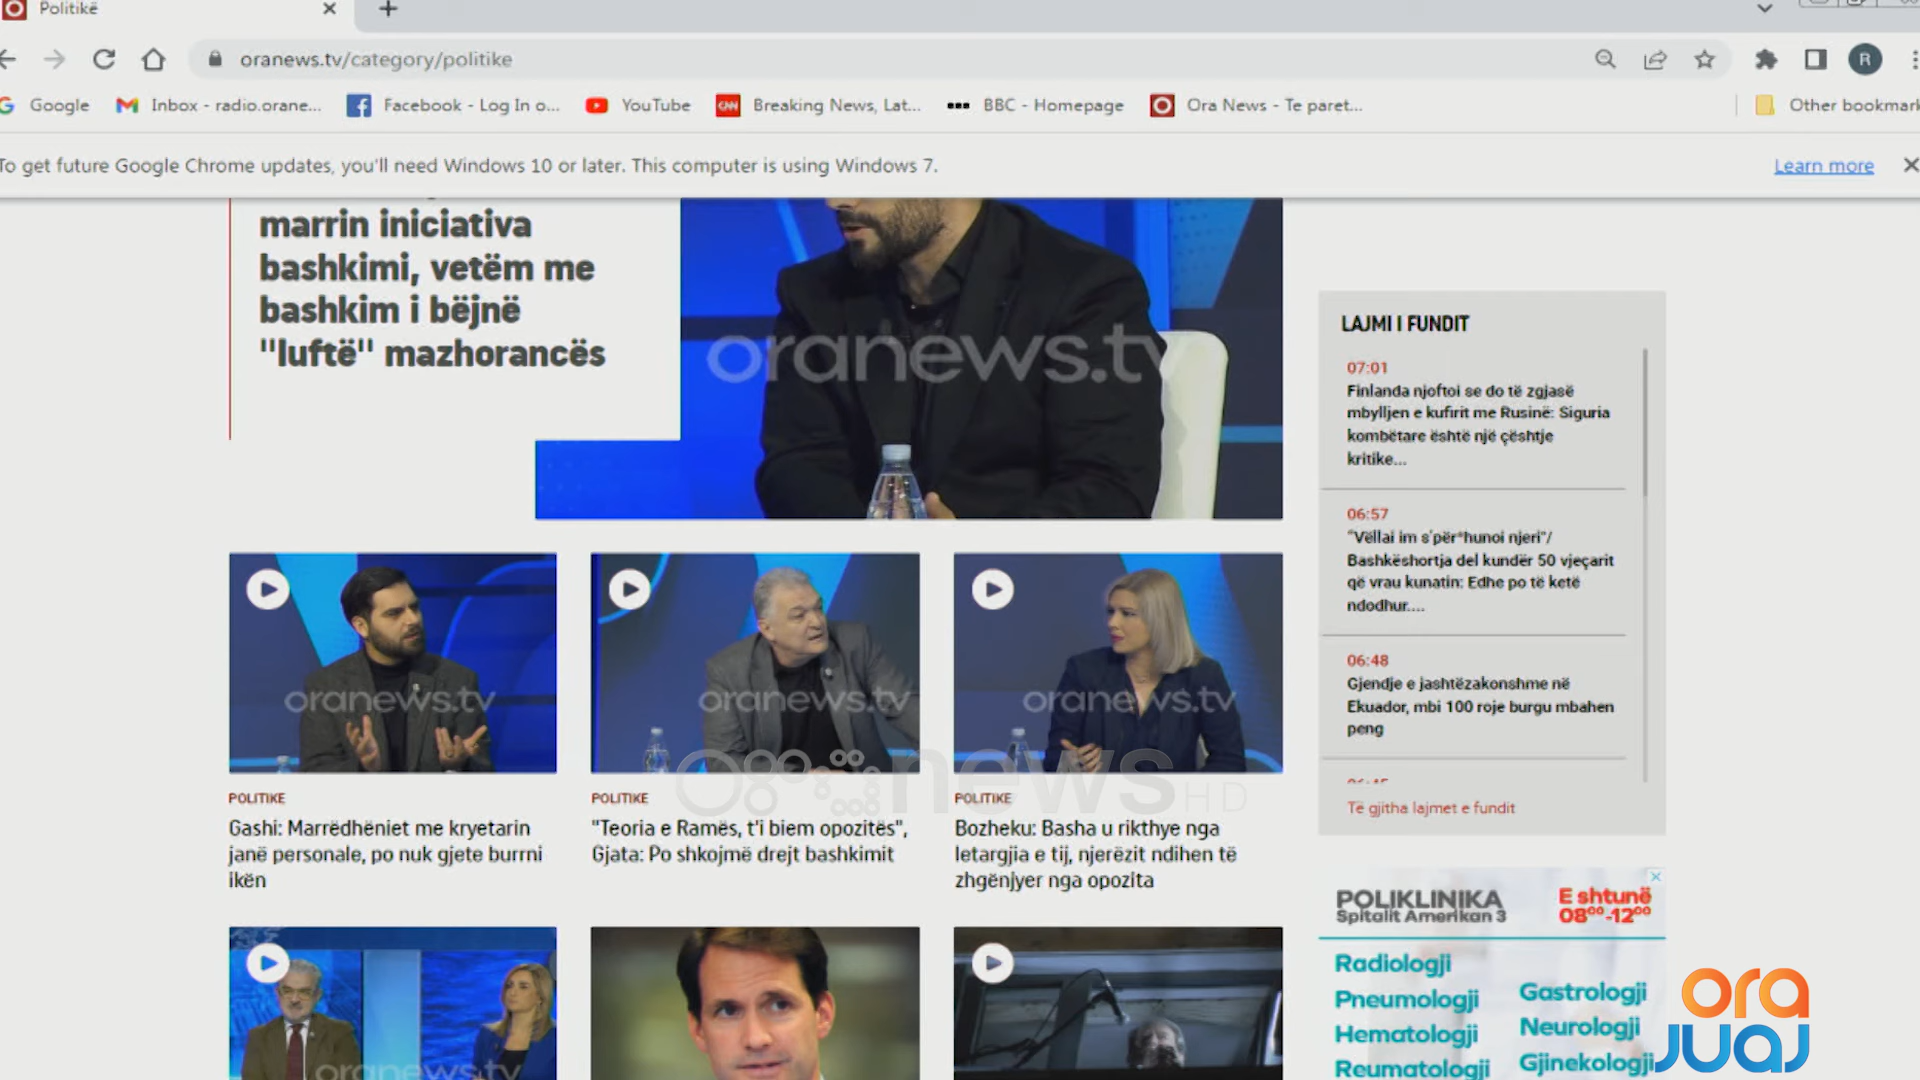 Politikë
oranews.tv/category/politike
R
Google
Inbox - radio.orane...
Facebook - Log In o...
YouTube
CNN
Breaking News, Lat...
BBC - Homepage
Ora News - Te paret...
Other bookmark
To get future Google Chrome updates, you'll need Windows 10 or later. This computer is using Windows 7.
Learn more
marrin iniciativa
bashkimi, vetëm me
bashkim i bëjnë
"luftë" mazhorancës
oranews.tv
LAJMI I FUNDIT
07:01
Finlanda njoftoi se do të zgjasë
mbylljen e kufirit me Rusinë: Siguria
kombëtare është një çështje
kritike...
06:57
"Vëllai im s'për*hunoi njeri"/
Bashkëshortja del kundër 50 vjeçarit
që vrau kunatin: Edhe po të ketë
ndodhur....
06:48
Gjendje e jashtëzakonshme në
Ekuador, mbi 100 roje burgu mbahen
peng
Të gjitha lajmet e fundit
oranews.tv
oranews.tv
oranews.tv
news HD
POLITIKE
Gashi: Marrëdhëniet me kryetarin
janë personale, po nuk gjete burrni
ikën
POLITIKE
"Teoria e Ramës, t'i biem opozitës",
Gjata: Po shkojmë drejt bashkimit
POLITIKE
Bozheku: Basha u rikthye nga
letargjia e tij, njerëzit ndihen të
zhgënjyer nga opozita
oranews.tv
POLIKLINIKA
Spitalit Amerikan 3
E shtunë
08⁰⁰-12⁰⁰
Radiologji
Pneumologji
Hematologji
Reumatologji
Gastrologji
Neurologji
Gjinekologji
ora
JUAJ